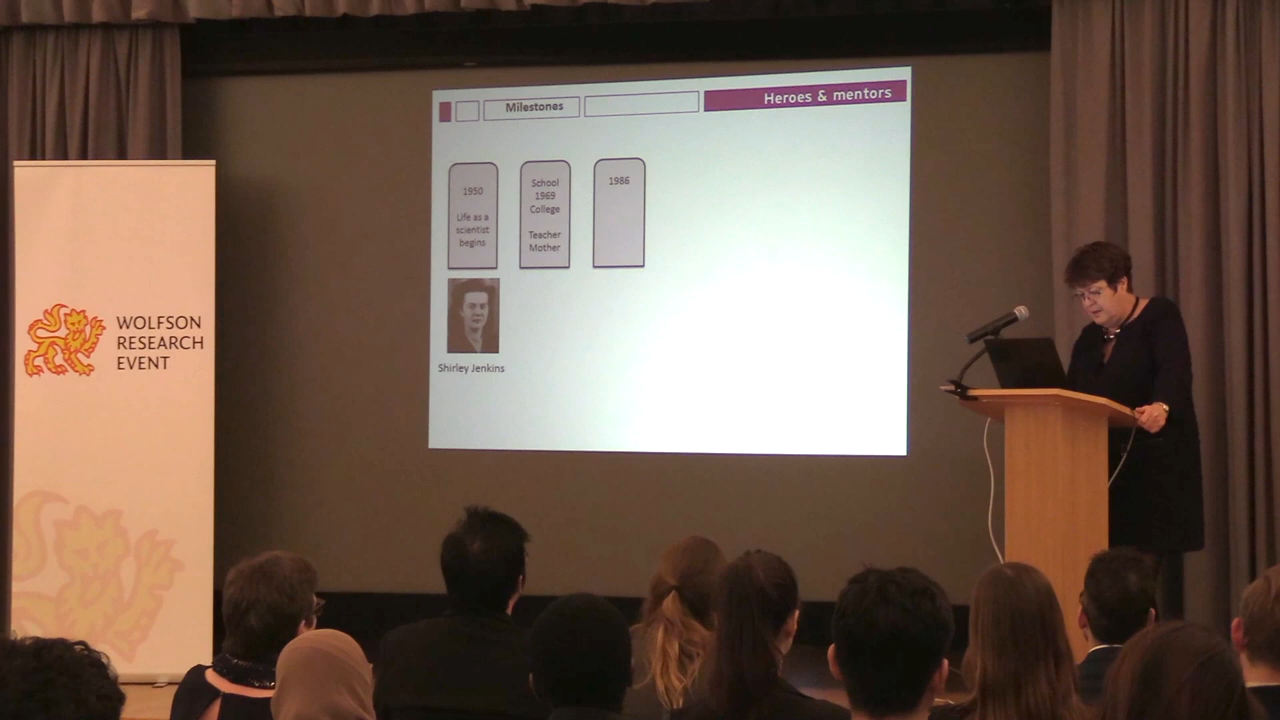 WOLFSON
RESEARCH
EVENT
Milestones
Heroes & mentors
1950
Life as a
scientist
begins
School
1969
College
Teacher
Mother
1986
Shirley Jenkins